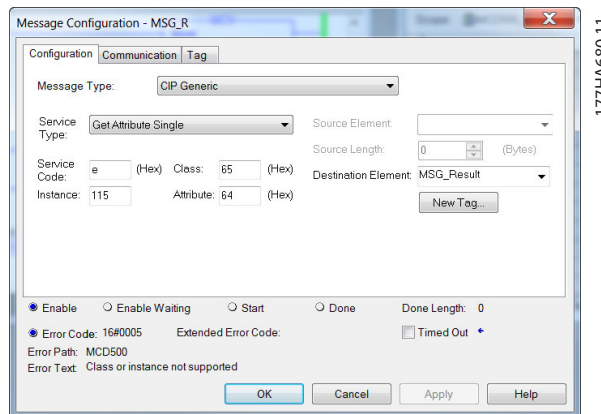 Message Configuration - MSG_R
Configuration Communication Tag
Message Type: CIP Generic
Service Type: Get Attribute Single
Source Element:
Source Length: 0 (Bytes)
Service Code: e (Hex) Class: 65 (Hex)
Destination Element: MSG_Result
Instance: 115 Attribute: 64 (Hex)
New Tag...
Enable Enable Waiting Start Done Done Length: 0
Error Code: 16#0005 Extended Error Code: Timed Out
Error Path: MCD500
Error Text: Class or instance not supported
OK Cancel Apply Help
177HA680.11